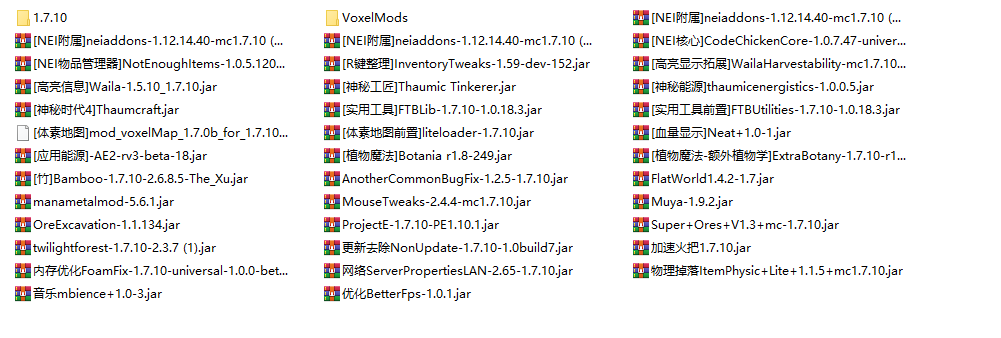 1.7.10
VoxelMods
[NEI附属]neiaddons-1.12.14.40-mc1.7.10.jar
[NEI附属]neiaddons-1.12.14.40-mc1.7.10 (...
[NEI附属]neiaddons-1.12.14.40-mc1.7.10 (...
[NEI核心]CodeChickenCore-1.0.7.47-univer...
[NEI物品管理器]NotEnoughItems-1.0.5.120...
[R键整理]InventoryTweaks-1.59-dev-152.jar
[高亮显示拓展]WailaHarvestability-mc1.7.10...
[高亮信息]Waila-1.5.10_1.7.10.jar
[神秘工匠]Thaumic Tinkerer.jar
[神秘能源]thaumicenergistics-1.0.0.5.jar
[神秘时代4]Thaumcraft.jar
[实用工具]FTBLib-1.7.10-1.0.18.3.jar
[实用工具前置]FTBUtilities-1.7.10-1.0.18.3.jar
[体素地图]mod_voxelMap_1.7.0b_for_1.7.10...
[体素地图前置]liteloader-1.7.10.jar
[血量显示]Neat+1.0-1.jar
[应用能源]-AE2-rv3-beta-18.jar
[植物魔法]Botania r1.8-249.jar
[植物魔法-额外植物学]ExtraBotany-1.7.10-r1...
[竹]Bamboo-1.7.10-2.6.8.5-The_Xu.jar
AnotherCommonBugFix-1.2.5-1.7.10.jar
FlatWorld1.4.2-1.7.jar
manametalmod-5.6.1.jar
MouseTweaks-2.4.4-mc1.7.10.jar
Muya-1.9.2.jar
OreExcavation-1.1.134.jar
ProjectE-1.7.10-PE1.10.1.jar
Super+Ores+V1.3+mc-1.7.10.jar
twilightforest-1.7.10-2.3.7 (1).jar
更新去除NonUpdate-1.7.10-1.0build7.jar
加速火把1.7.10.jar
内存优化FoamFix-1.7.10-universal-1.0.0-bet...
网络ServerPropertiesLAN-2.65-1.7.10.jar
物理掉落ItemPhysic+Lite+1.1.5+mc1.7.10.jar
音乐mbience+1.0-3.jar
优化BetterFps-1.0.1.jar